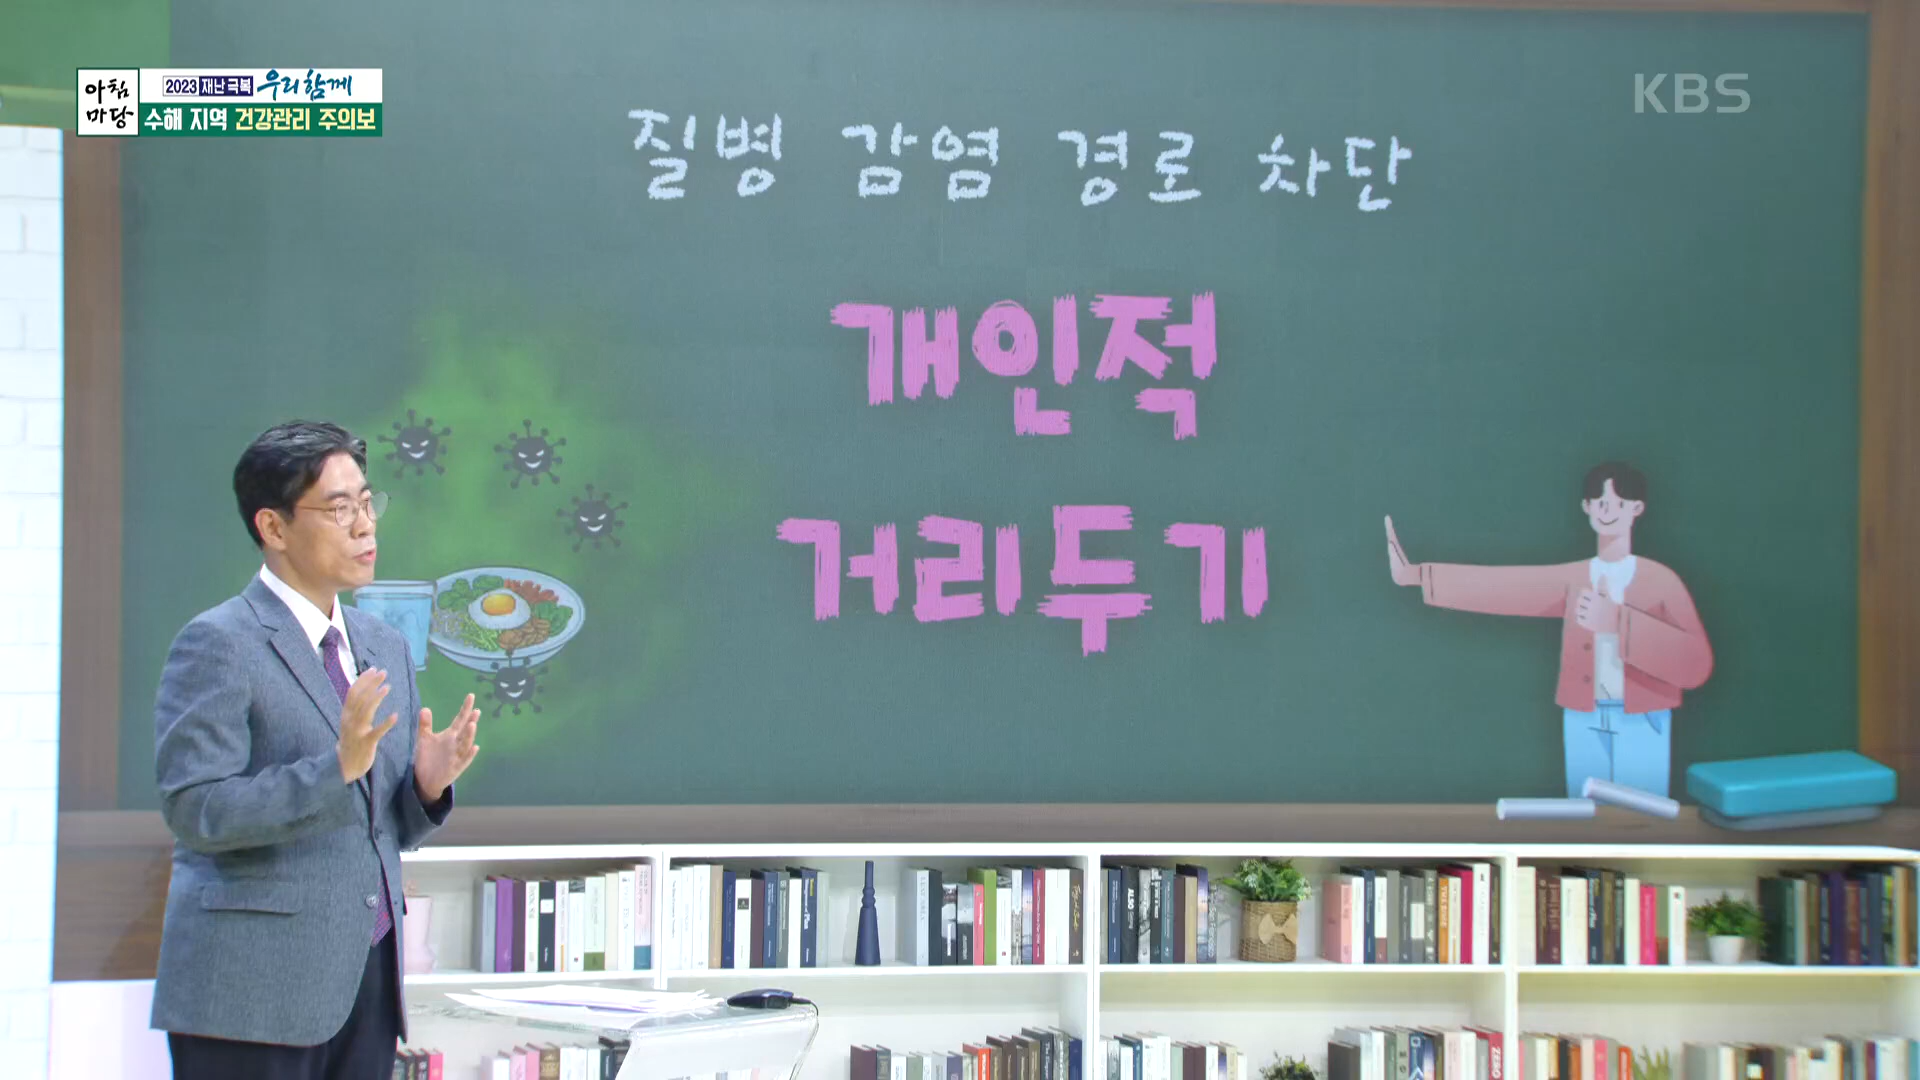 아침
마당
2023 재난 극복 우리 함께
수해 지역 건강관리 주의보
KBS
질병 감염 경로 차단
개인적
거리두기